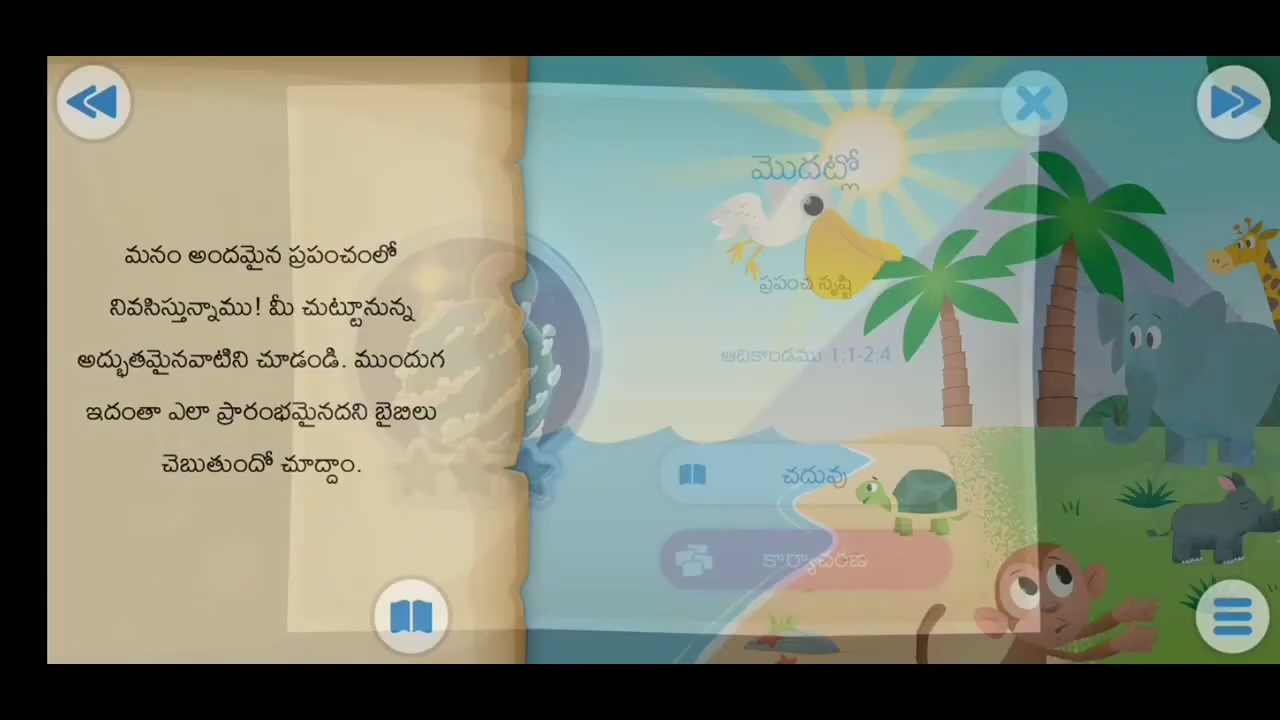 మనం అందమైన ప్రపంచంలో
నివసిస్తున్నాము! మీ చుట్టూనున్న
అద్భుతమైనవాటిని చూడండి. ముందుగ
ఇదంతా ఎలా ప్రారంభమైనదని బైబిలు
చెబుతుందో చూద్దాం.
మొదట్లో
ప్రపంచ సృష్టి
ఆదికాండము 1:1-2:4
చదువు
కార్యాచరణ